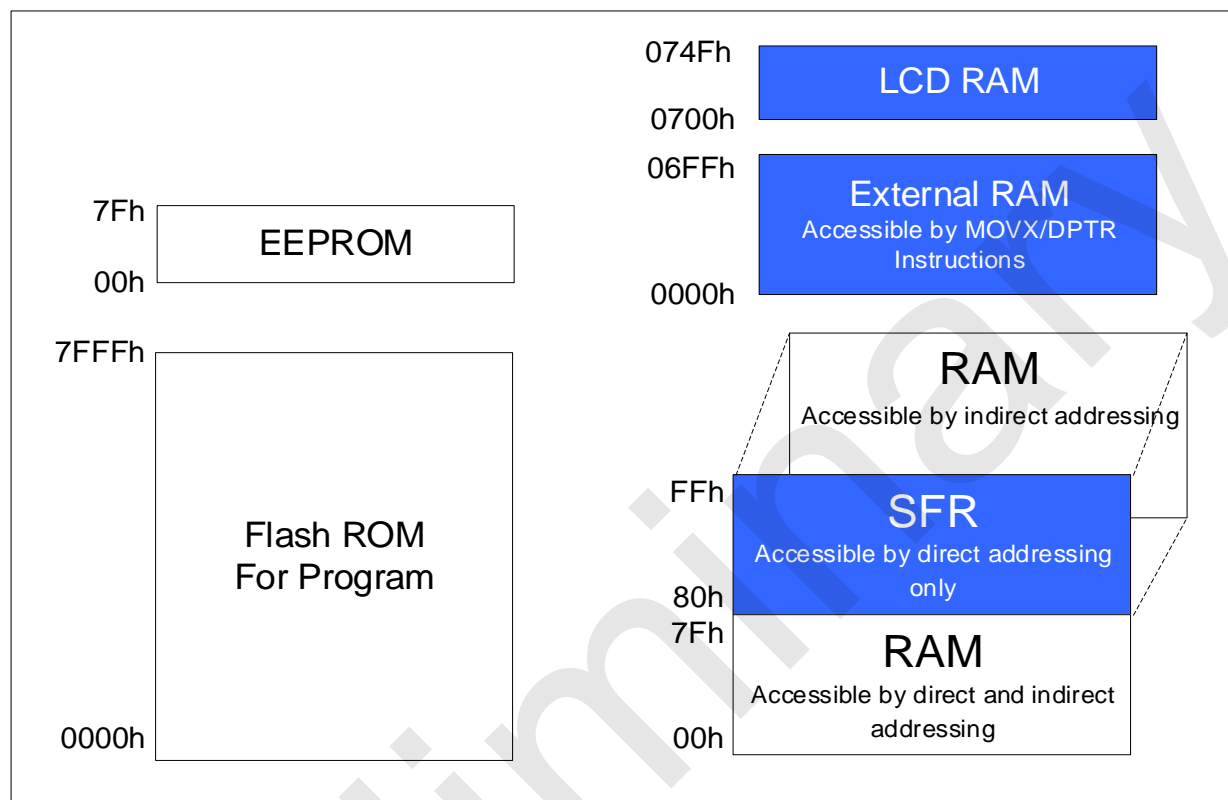 7Fh
EEPROM
00h
7FFFh
Flash ROM
For Program
0000h
074Fh
LCD RAM
0700h
06FFh
External RAM
Accessible by MOVX/DPTR
Instructions
0000h
RAM
Accessible by indirect addressing
FFh
SFR
Accessible by direct addressing
only
80h
7Fh
RAM
Accessible by direct and indirect
addressing
00h